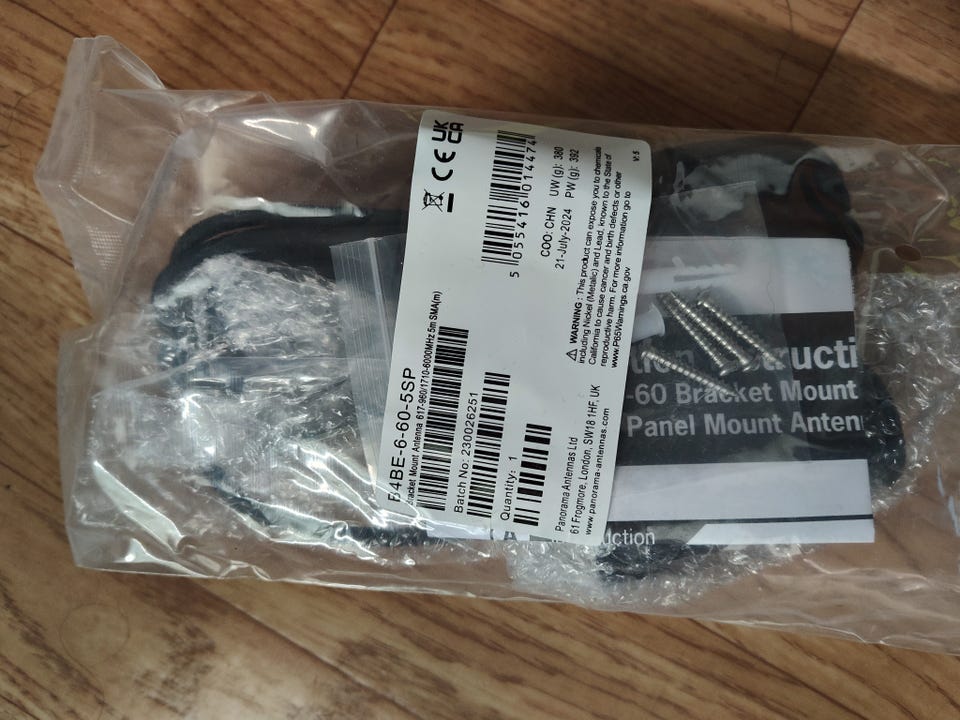 B4BE-6-60-5SP
Bracket Mount Antenna 617-960/1710-6000MHz 5m SMA(m)
Batch No: 230026251
Quantity: 1
CE UK CA
5 055416 014474
COO: CHN UW (g): 380
21-July-2024 PW (g): 392
WARNING : This product can expose you to chemicals
including Nickel (Metalic) and Lead, known to the State of
California to cause cancer and birth defects or other
reproductive harm. For more information go to
www.P65Warnings.ca.gov
V: 5
Panorama Antennas Ltd
61 Frogmore, London, SW18 1HF, UK
www.panorama-antennas.com
tion
structi
-60 Bracket Mount
Panel Mount Anten
uction